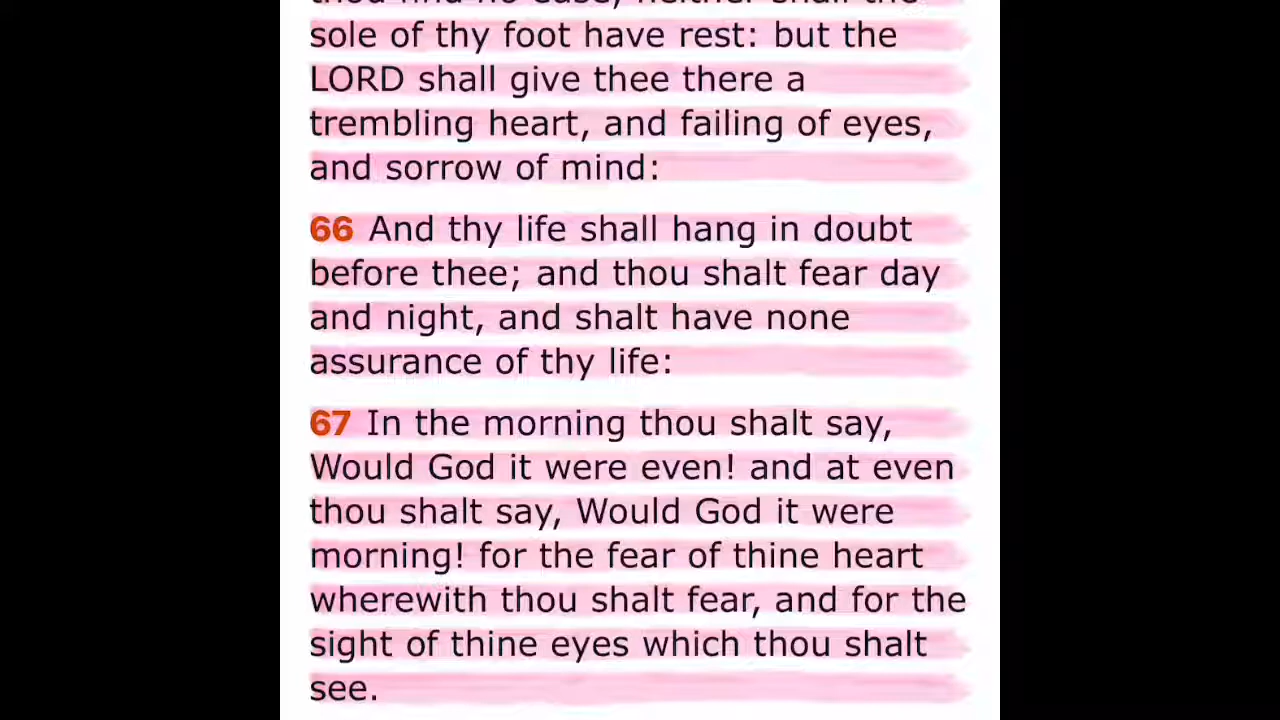 sole of thy foot have rest: but the
LORD shall give thee there a
trembling heart, and failing of eyes,
and sorrow of mind:
66 And thy life shall hang in doubt
before thee; and thou shalt fear day
and night, and shalt have none
assurance of thy life:
67 In the morning thou shalt say,
Would God it were even! and at even
thou shalt say, Would God it were
morning! for the fear of thine heart
wherewith thou shalt fear, and for the
sight of thine eyes which thou shalt
see.